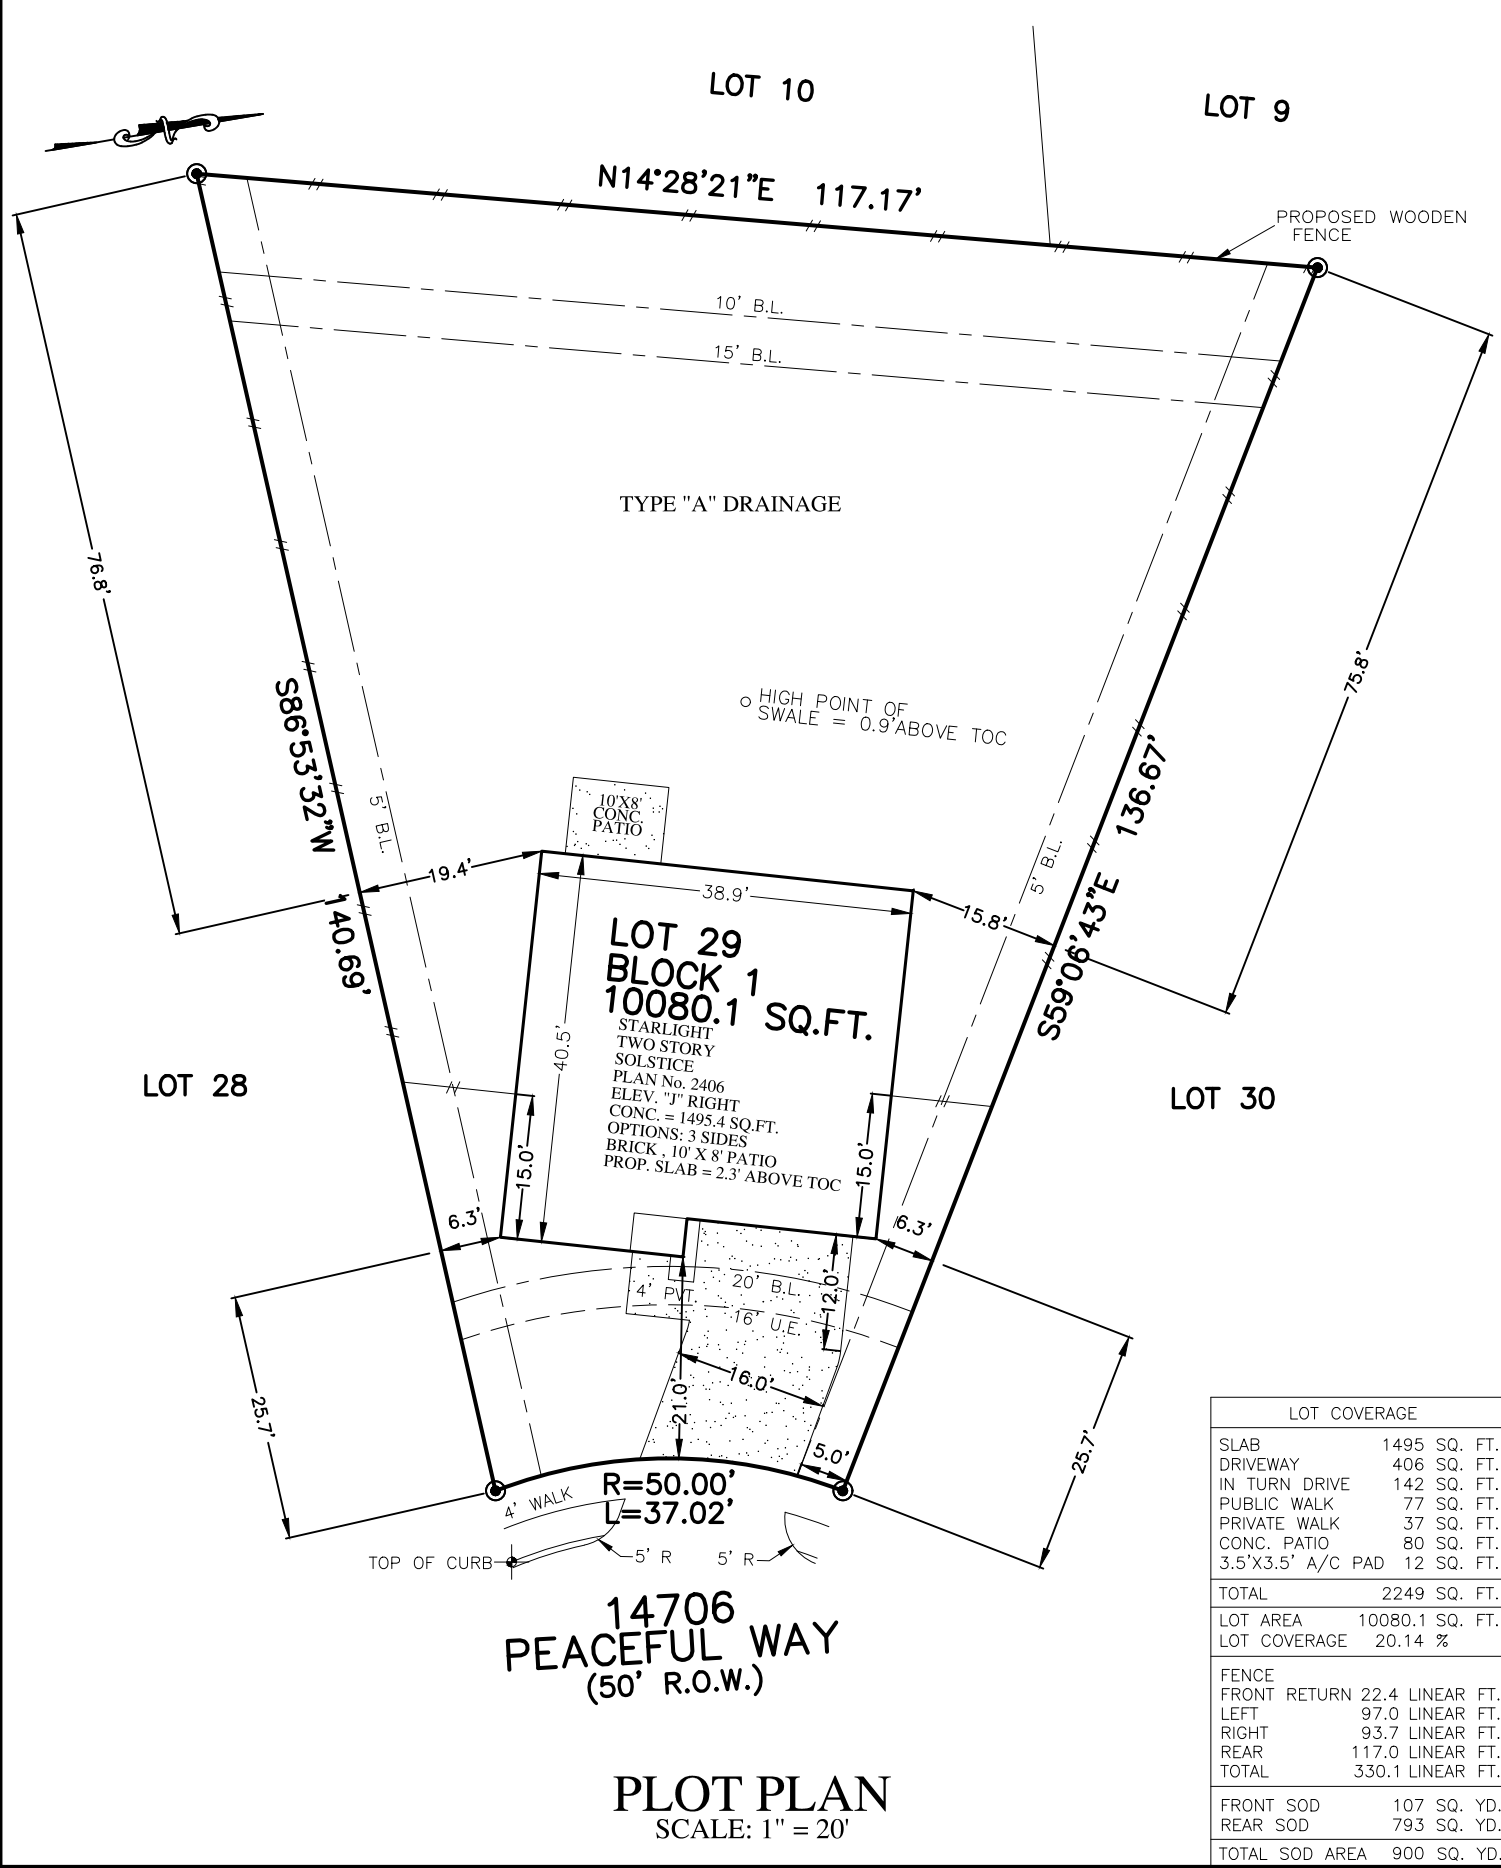 LOT 10
LOT 9
N14°28'21"E 117.17'
PROPOSED WOODEN
FENCE
10' B.L.
15' B.L.
TYPE "A" DRAINAGE
76.8'
75.8'
HIGH POINT OF
SWALE = 0.9'ABOVE TOC
S86°53'32"W 140.69'
S59°06'43"E 136.67'
5' B.L.
5' B.L.
10'X8'
CONC.
PATIO
19.4'
38.9'
15.8'
40.5'
LOT 29
BLOCK 1
10080.1 SQ.FT.
STARLIGHT
TWO STORY
SOLSTICE
PLAN No. 2406
ELEV. "J" RIGHT
CONC. = 1495.4 SQ.FT.
OPTIONS: 3 SIDES
BRICK , 10' X 8' PATIO
PROP. SLAB = 2.3' ABOVE TOC
LOT 28
LOT 30
15.0'
15.0'
6.3'
6.3'
20' B.L.
4' PVT.
16' U.E.
12.0'
16.0'
21.0'
5.0'
25.7'
25.7'
R=50.00'
L=37.02'
4' WALK
TOP OF CURB
5' R
5' R
14706
PEACEFUL WAY
(50' R.O.W.)
PLOT PLAN
SCALE: 1" = 20'
LOT COVERAGE
SLAB 1495 SQ. FT.
DRIVEWAY 406 SQ. FT.
IN TURN DRIVE 142 SQ. FT.
PUBLIC WALK 77 SQ. FT.
PRIVATE WALK 37 SQ. FT.
CONC. PATIO 80 SQ. FT.
3.5'X3.5' A/C PAD 12 SQ. FT.
TOTAL 2249 SQ. FT.
LOT AREA 10080.1 SQ. FT.
LOT COVERAGE 20.14 %
FENCE
FRONT RETURN 22.4 LINEAR FT.
LEFT 97.0 LINEAR FT.
RIGHT 93.7 LINEAR FT.
REAR 117.0 LINEAR FT.
TOTAL 330.1 LINEAR FT.
FRONT SOD 107 SQ. YD.
REAR SOD 793 SQ. YD.
TOTAL SOD AREA 900 SQ. YD.